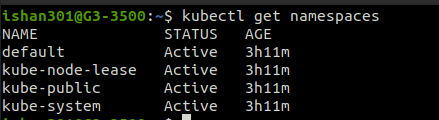 ishan301@G3-3500:~$ kubectl get namespaces
NAME STATUS AGE
default Active 3h11m
kube-node-lease Active 3h11m
kube-public Active 3h11m
kube-system Active 3h11m